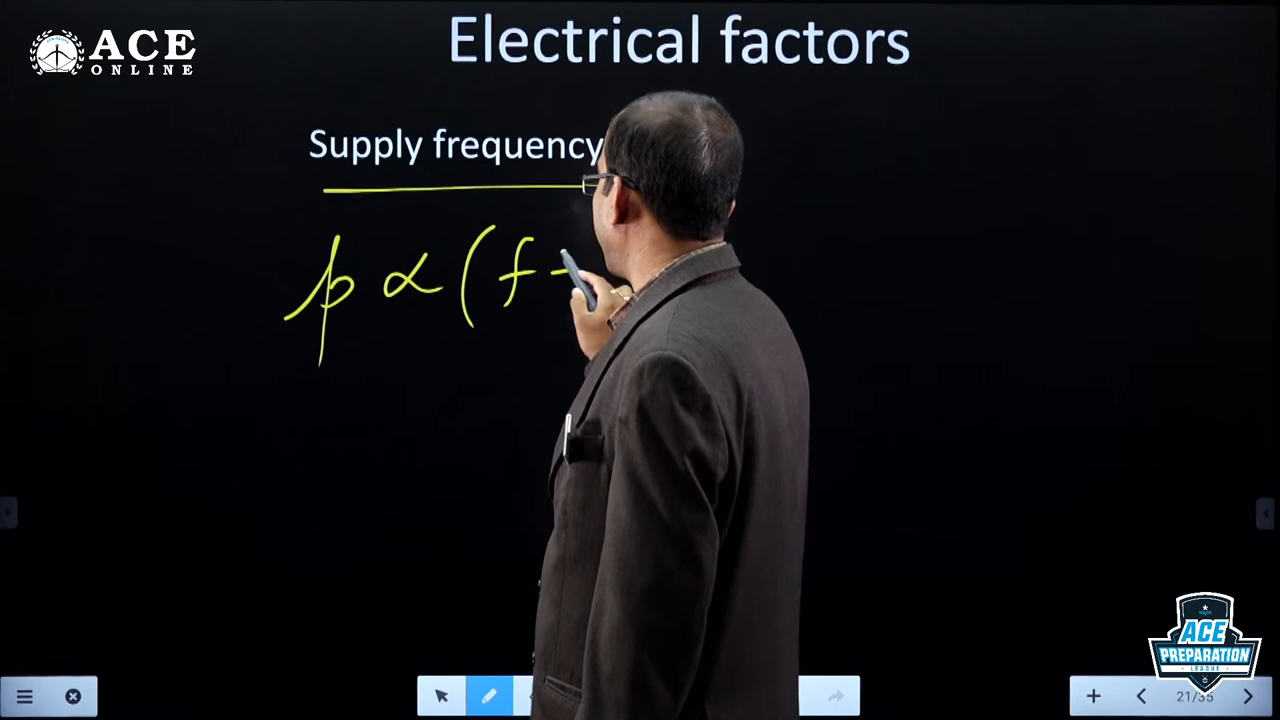 ACE
ONLINE
Electrical factors
Supply frequency
p ∝ (f +
21/35
ACE
PREPARATION
LEAGUE